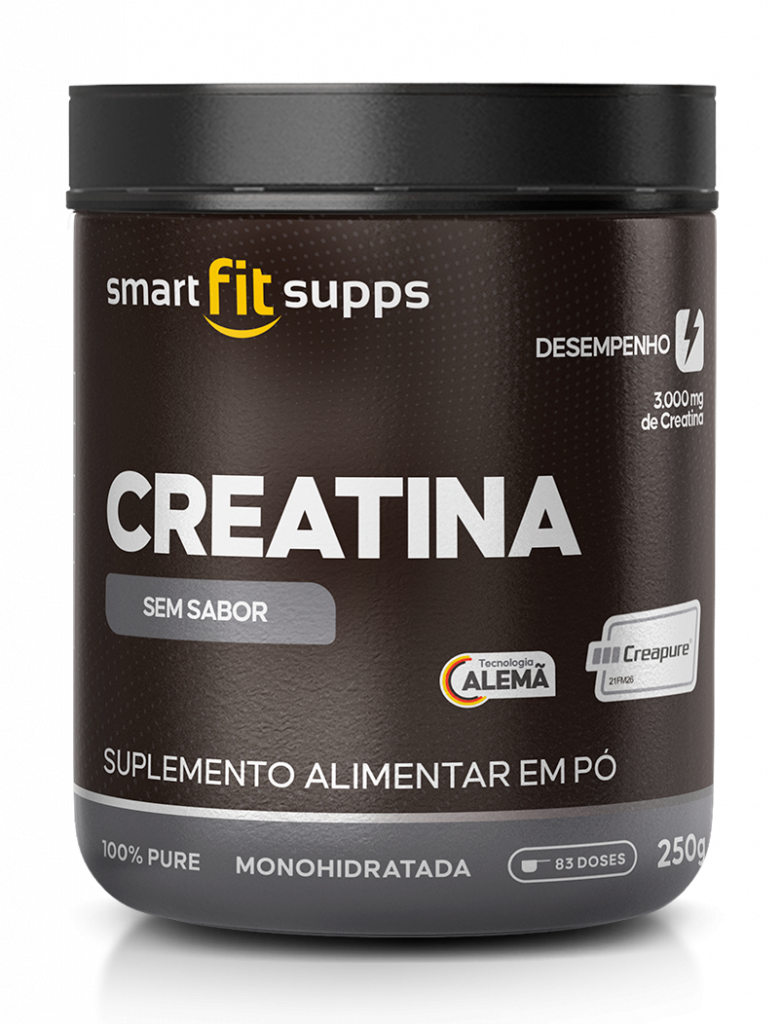 smart fit supps
DESEMPENHO
3.000 mg
de Creatina
CREATINA
SEM SABOR
Tecnologia
ALEMÃ
Creapure®
21FM26
SUPLEMENTO ALIMENTAR EM PÓ
100% PURE
MONOHIDRATADA
83 DOSES
250g